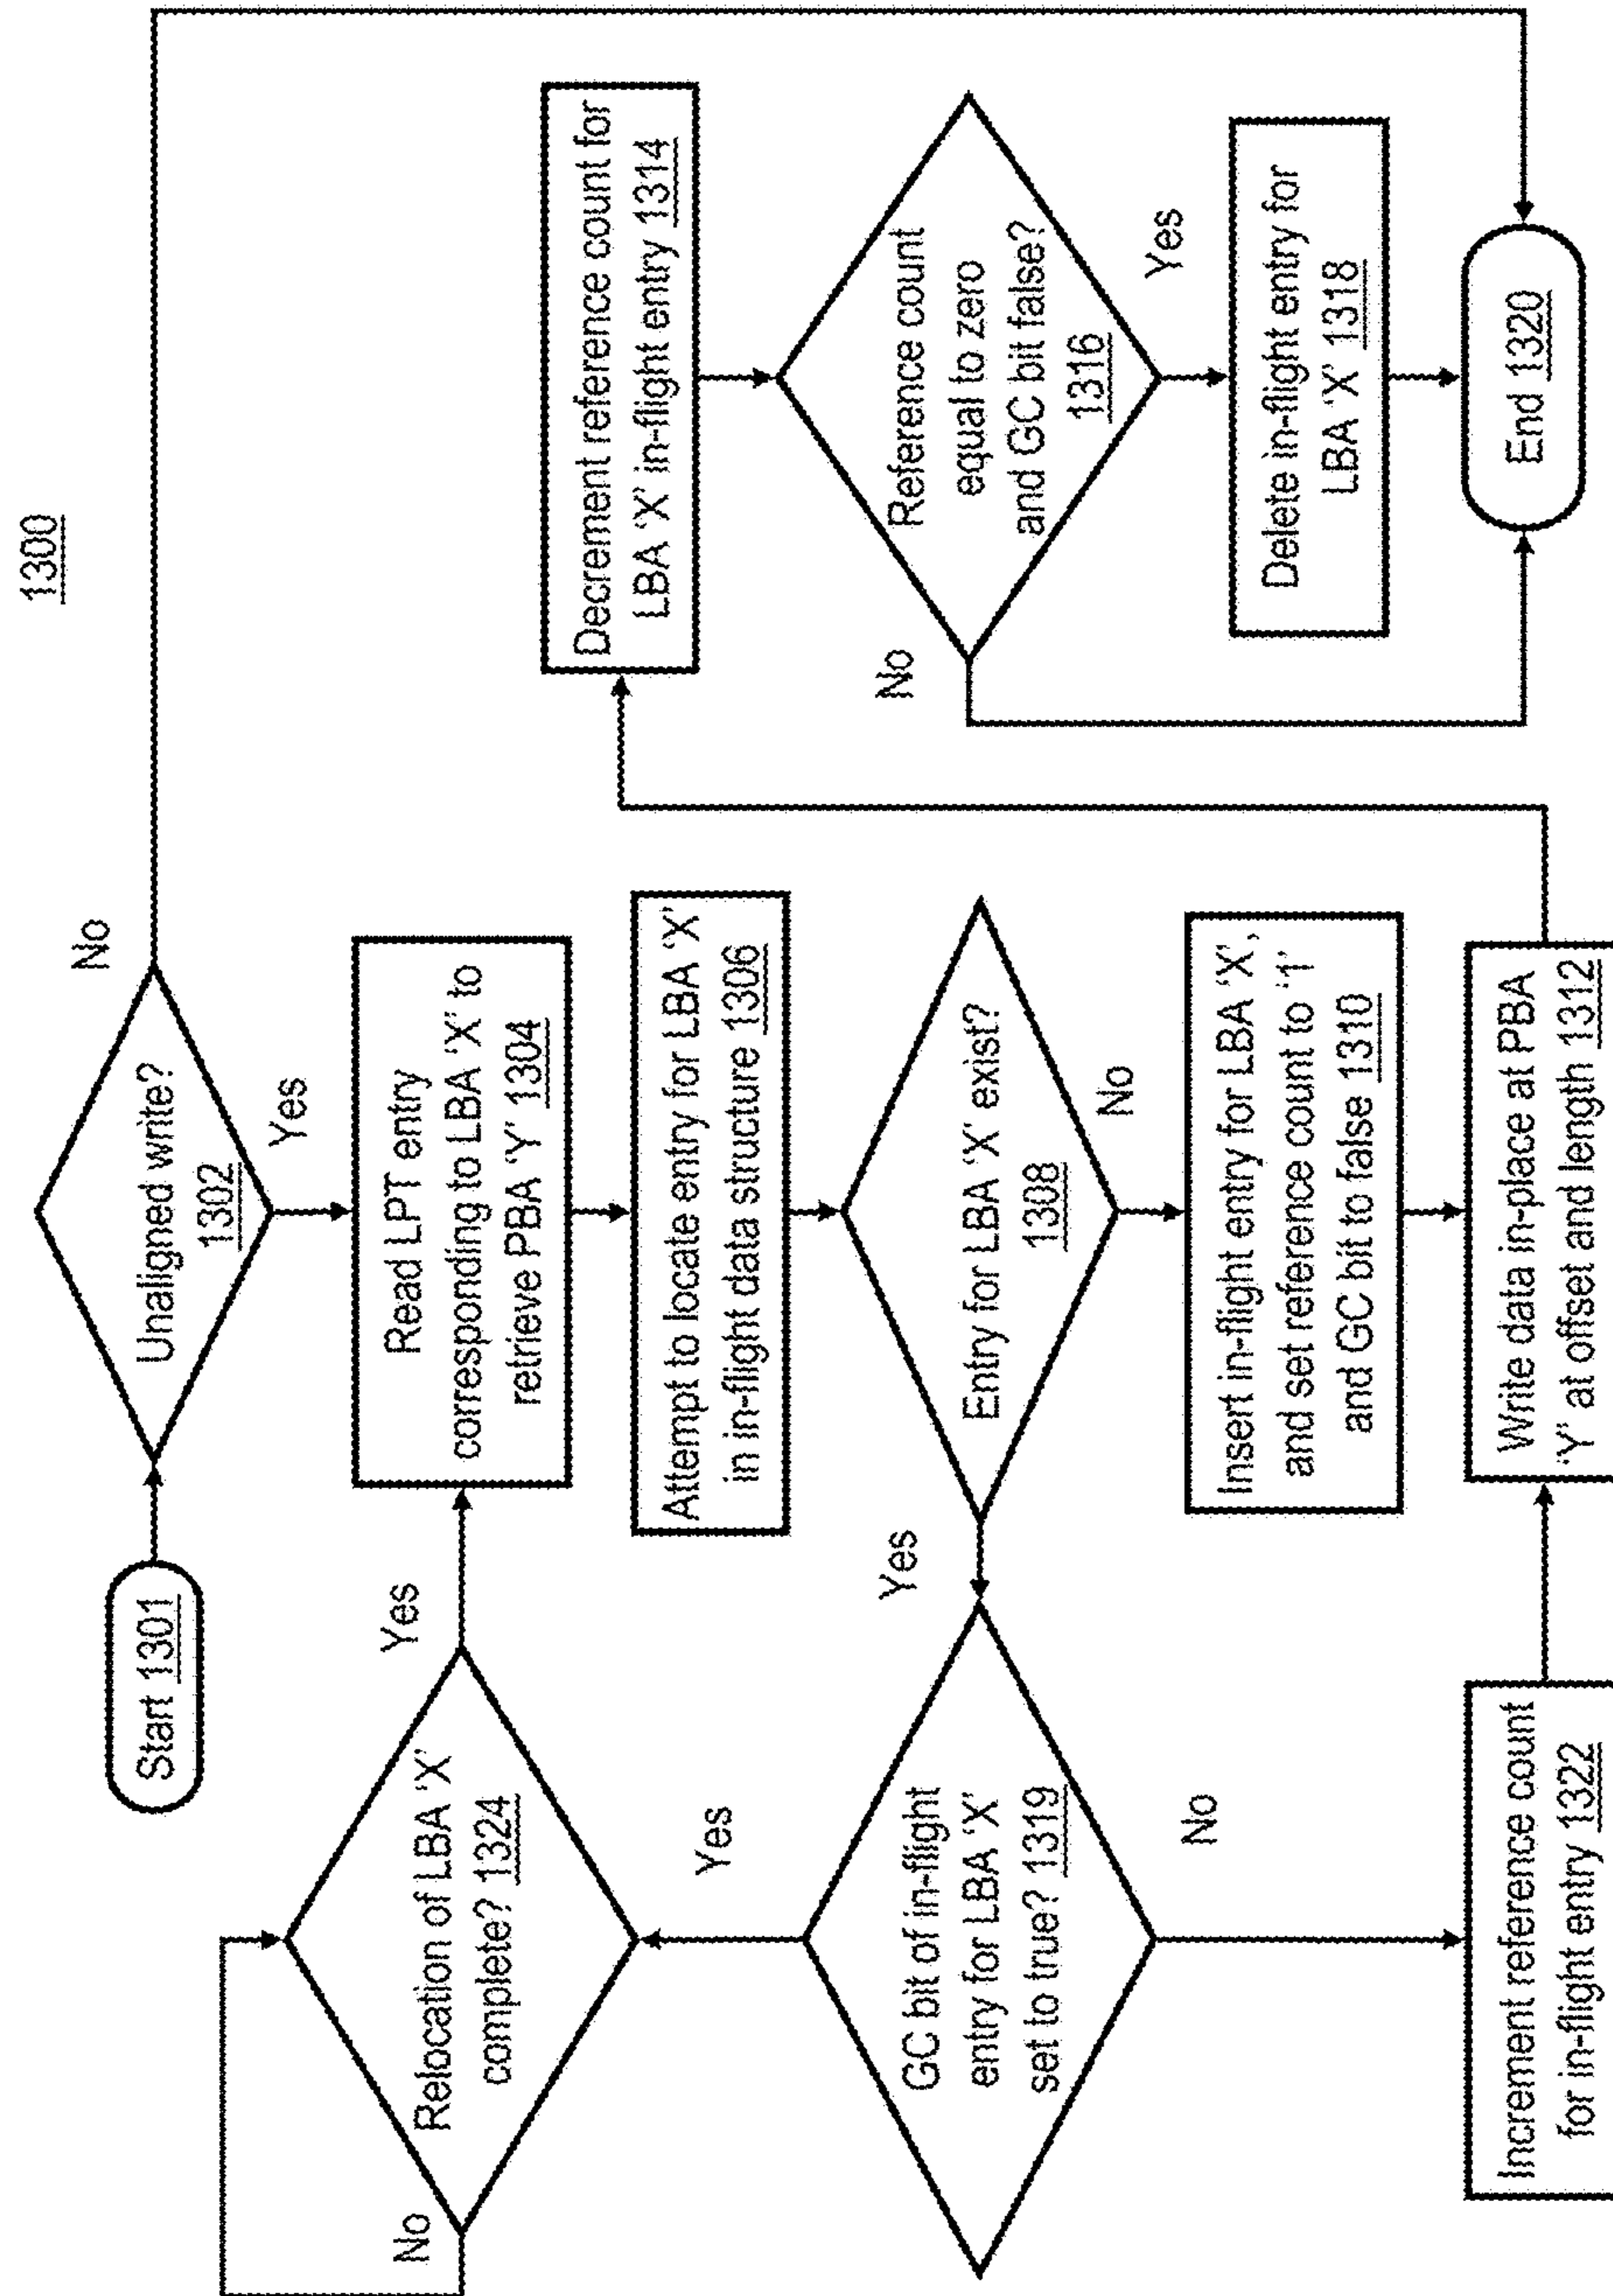 1300
Start 1301
Unaligned write?
1302
No
Yes
Read LPT entry
corresponding to LBA 'X' to
retrieve PBA 'Y' 1304
Attempt to locate entry for LBA 'X'
in in-flight data structure 1306
Entry for LBA 'X' exist?
1308
Yes
No
Insert in-flight entry for LBA 'X',
and set reference count to '1'
and GC bit to false 1310
Write data in-place at PBA
'Y' at offset and length 1312
Relocation of LBA 'X'
complete? 1324
No
Yes
GC bit of in-flight
entry for LBA 'X'
set to true? 1319
Yes
No
Increment reference count
for in-flight entry 1322
Decrement reference count for
LBA 'X' in-flight entry 1314
Reference count
equal to zero
and GC bit false?
1316
No
Yes
Delete in-flight entry for
LBA 'X' 1318
End 1320